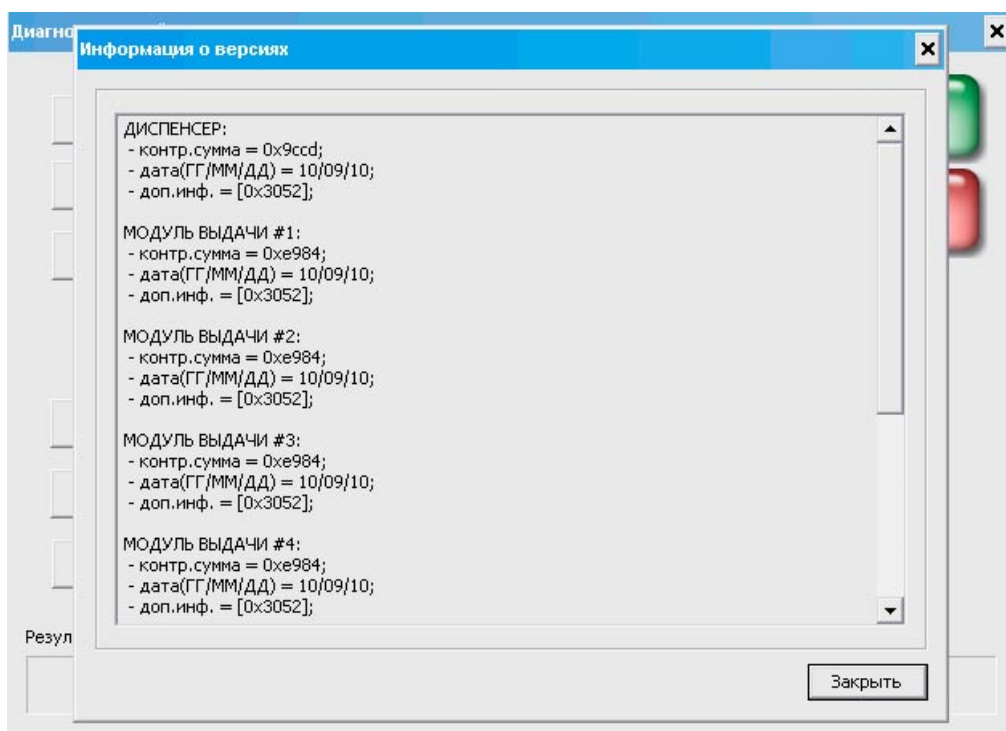 Диагно
Информация о версиях
ДИСПЕНСЕР:
- контр.сумма = 0x9ccd;
- дата(ГГ/ММ/ДД) = 10/09/10;
- доп.инф. = [0x3052];
МОДУЛЬ ВЫДАЧИ #1:
- контр.сумма = 0xe984;
- дата(ГГ/ММ/ДД) = 10/09/10;
- доп.инф. = [0x3052];
МОДУЛЬ ВЫДАЧИ #2:
- контр.сумма = 0xe984;
- дата(ГГ/ММ/ДД) = 10/09/10;
- доп.инф. = [0x3052];
МОДУЛЬ ВЫДАЧИ #3:
- контр.сумма = 0xe984;
- дата(ГГ/ММ/ДД) = 10/09/10;
- доп.инф. = [0x3052];
МОДУЛЬ ВЫДАЧИ #4:
- контр.сумма = 0xe984;
- дата(ГГ/ММ/ДД) = 10/09/10;
- доп.инф. = [0x3052];
Резул
Закрыть